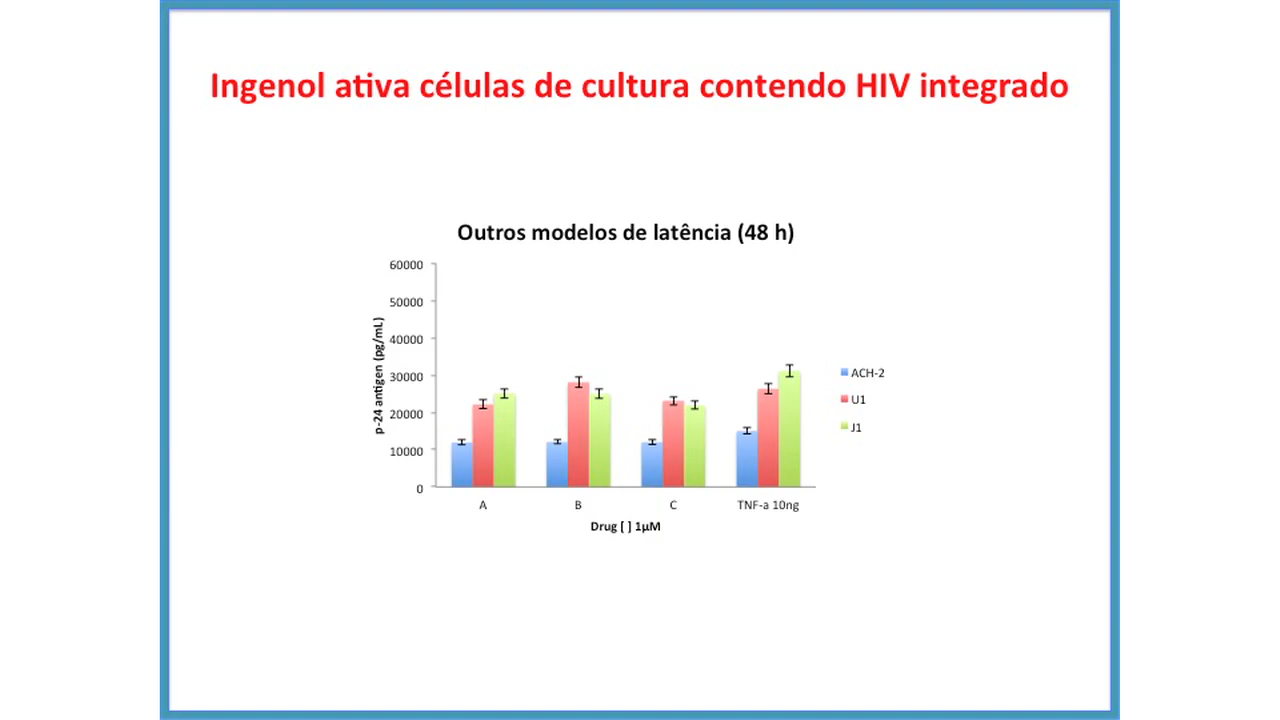 Ingenol ativa células de cultura contendo HIV integrado
Outros modelos de latência (48 h)
60000
50000
40000
30000
20000
10000
0
p-24 antigen (pg/mL)
A B C TNF-a 10ng
Drug [ ] 1µM
ACH-2
U1
J1